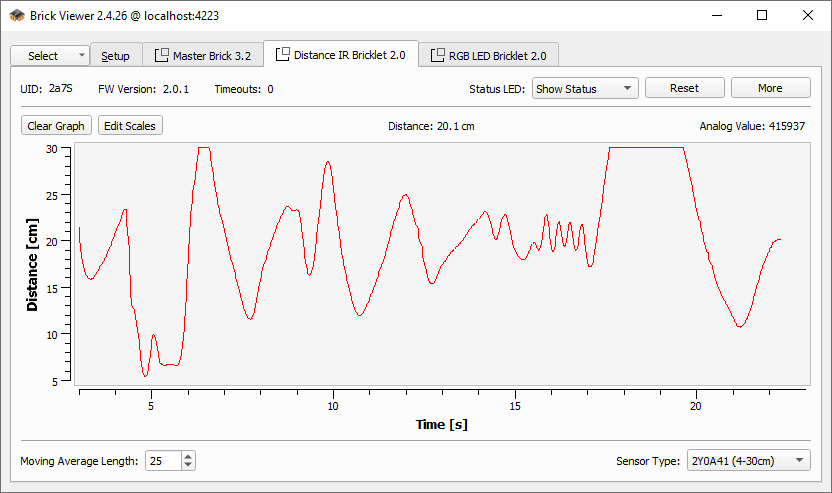 Brick Viewer 2.4.26 @ localhost:4223
Select Setup Master Brick 3.2 Distance IR Bricklet 2.0 RGB LED Bricklet 2.0
UID: 2a7S FW Version: 2.0.1 Timeouts: 0 Status LED: Show Status Reset More
Clear Graph Edit Scales Distance: 20.1 cm Analog Value: 415937
30
25
20
15
10
5
Distance [cm]
5 10 15 20
Time [s]
Moving Average Length: 25 Sensor Type: 2Y0A41 (4-30cm)